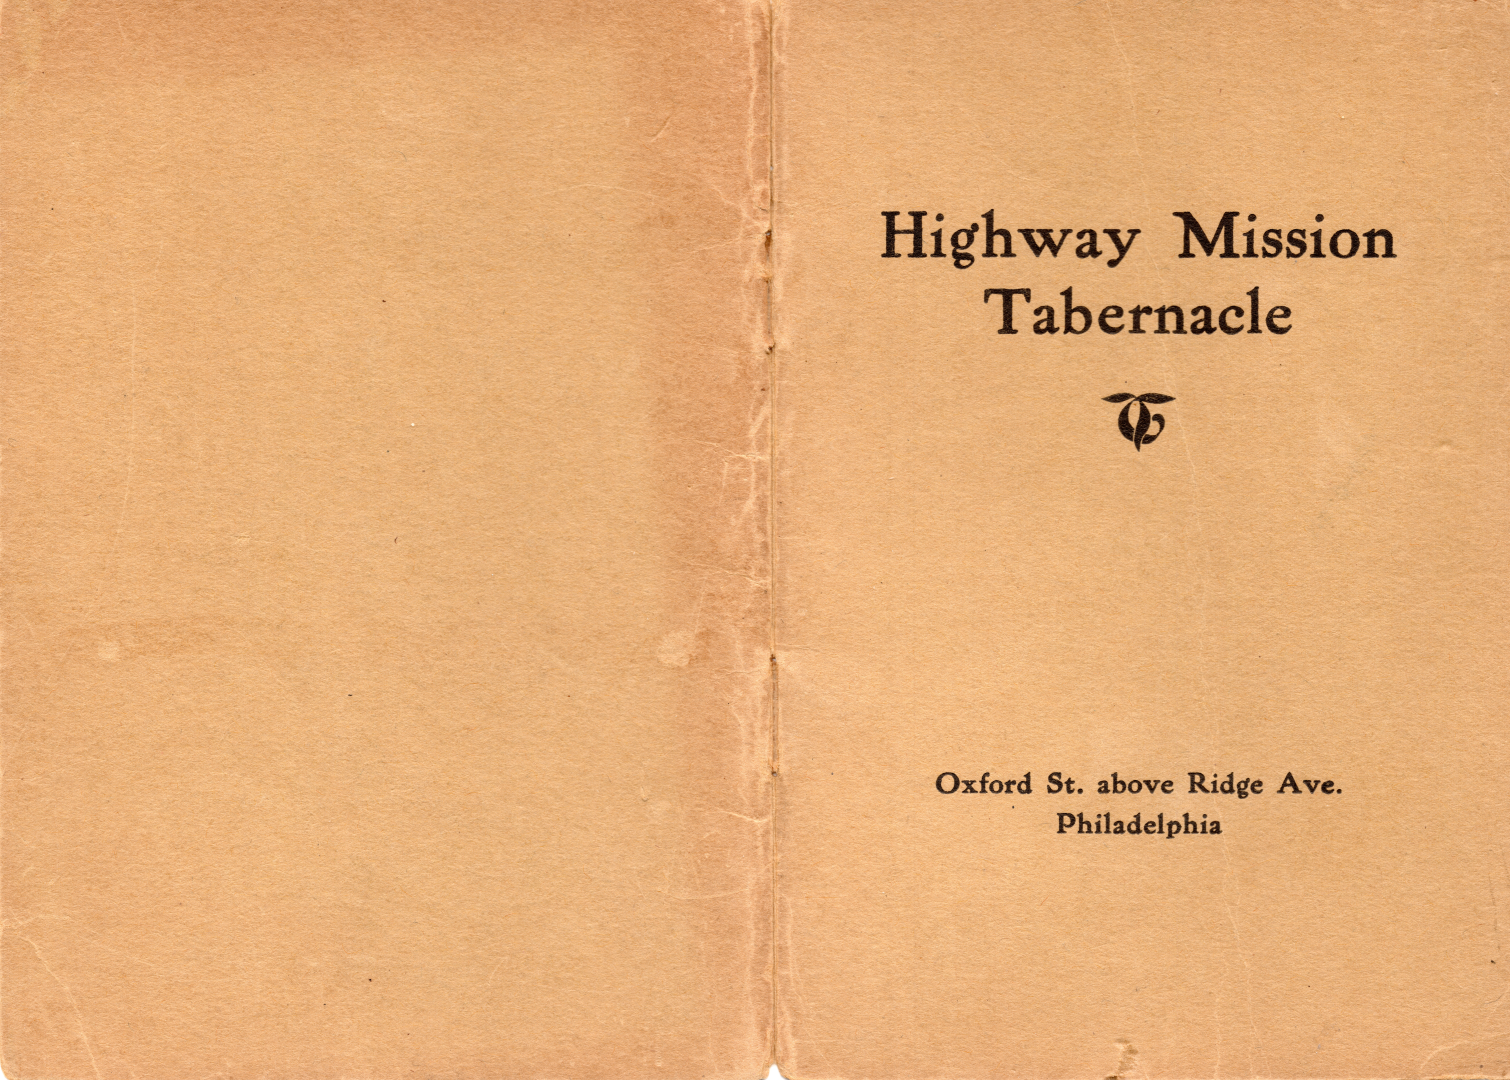 Highway Mission
Tabernacle
Oxford St. above Ridge Ave.
Philadelphia